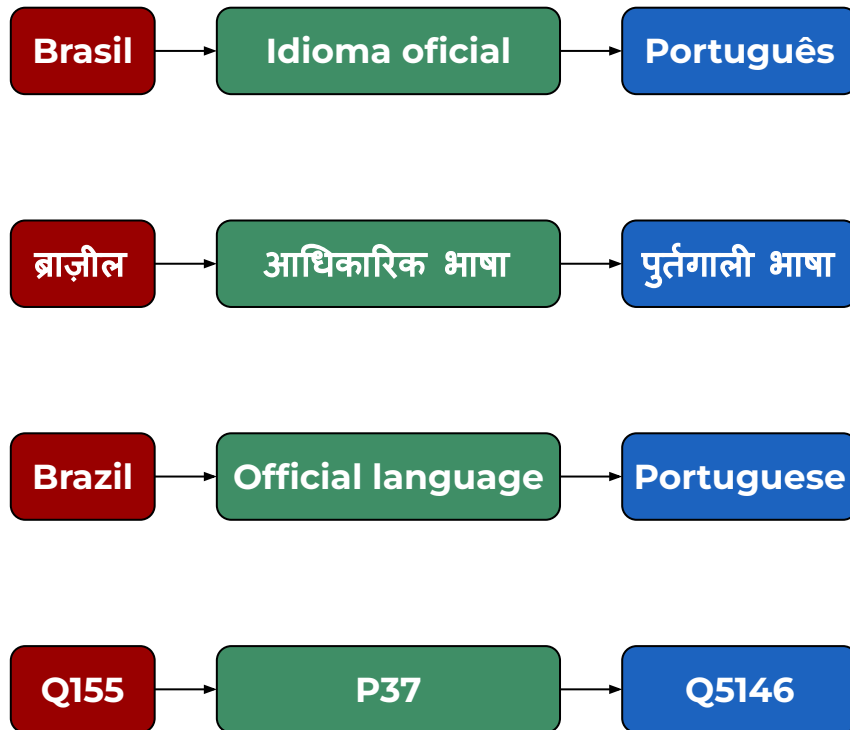 Brasil Idioma oficial Português
ब्राज़ील आधिकारिक भाषा पुर्तगाली भाषा
Brazil Official language Portuguese
Q155 P37 Q5146